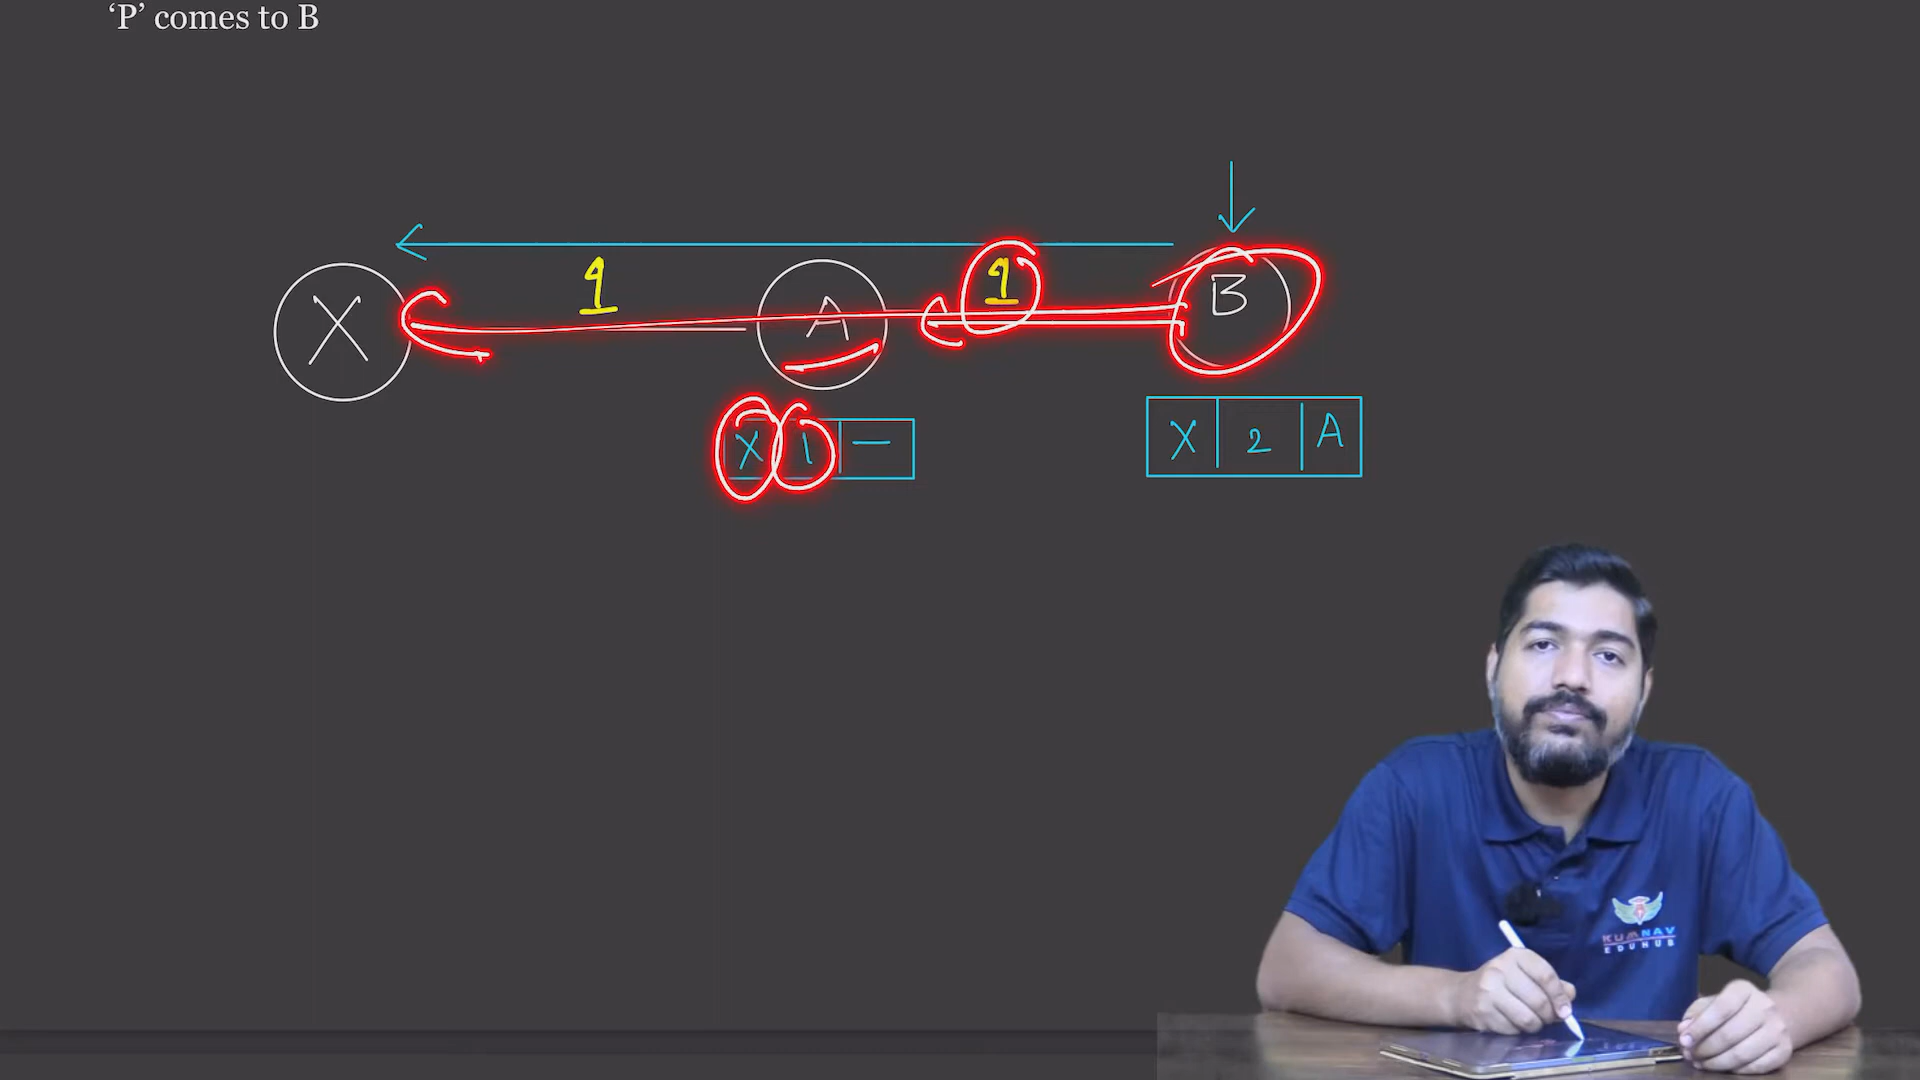 ‘P’ comes to B
1 1
X A B
X 1 —
X 2 A
KUMNAV
EDUHUB